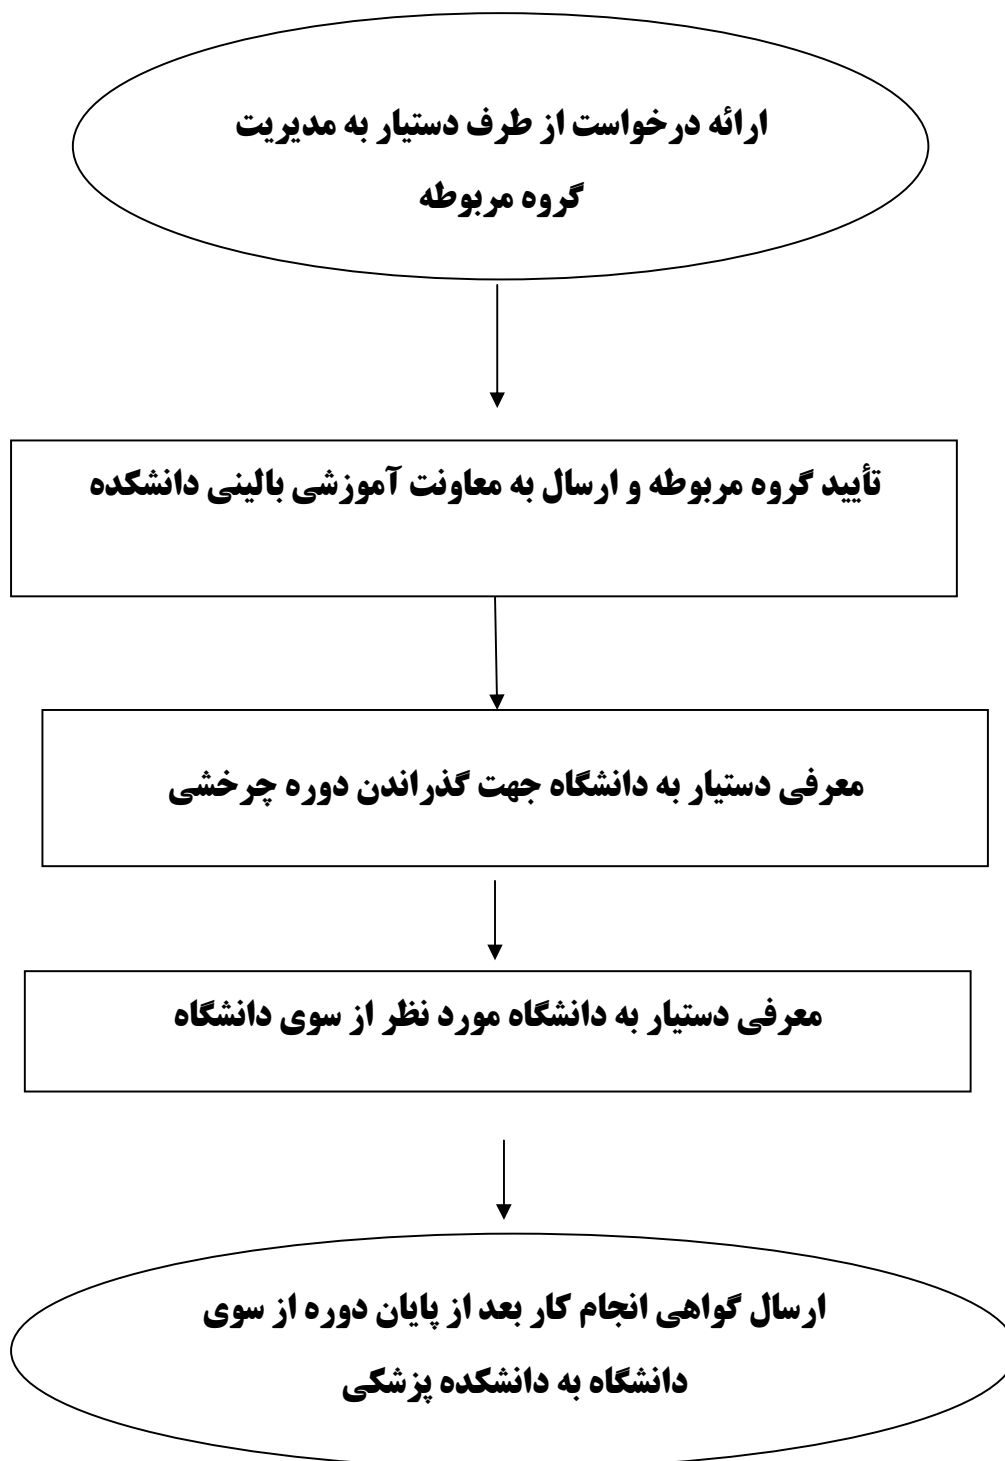 ارائه درخواست از طرف دستیار به مدیریت
گروه مربوطه
تأیید گروه مربوطه و ارسال به معاونت آموزشی بالینی دانشکده
معرفی دستیار به دانشگاه جهت گذراندن دوره چرخشی
معرفی دستیار به دانشگاه مورد نظر از سوی دانشگاه
ارسال گواهی انجام کار بعد از پایان دوره از سوی
دانشگاه به دانشکده پزشکی